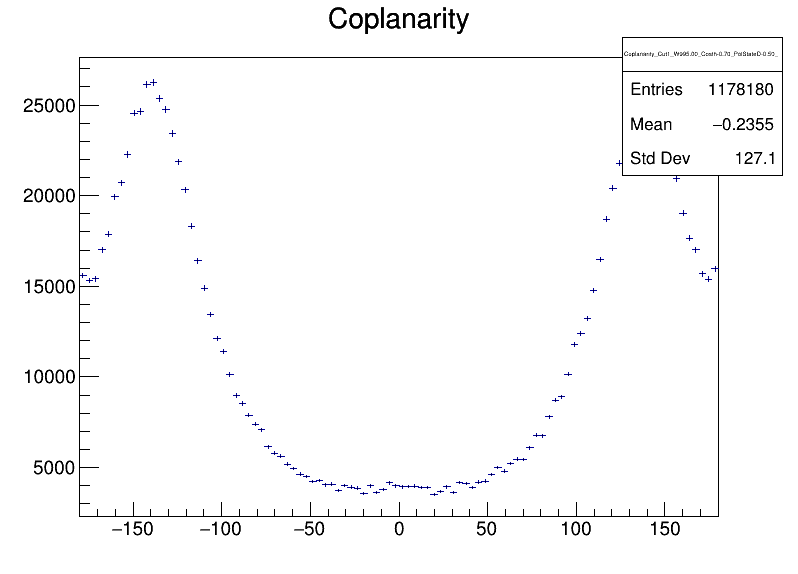 Coplanarity
Coplanarity_Cut1_W995.00_Costh-0.70_PolStateD-0.50_
Entries 1178180
Mean −0.2355
Std Dev 127.1
25000
20000
15000
10000
5000
−150 −100 −50 0 50 100 150